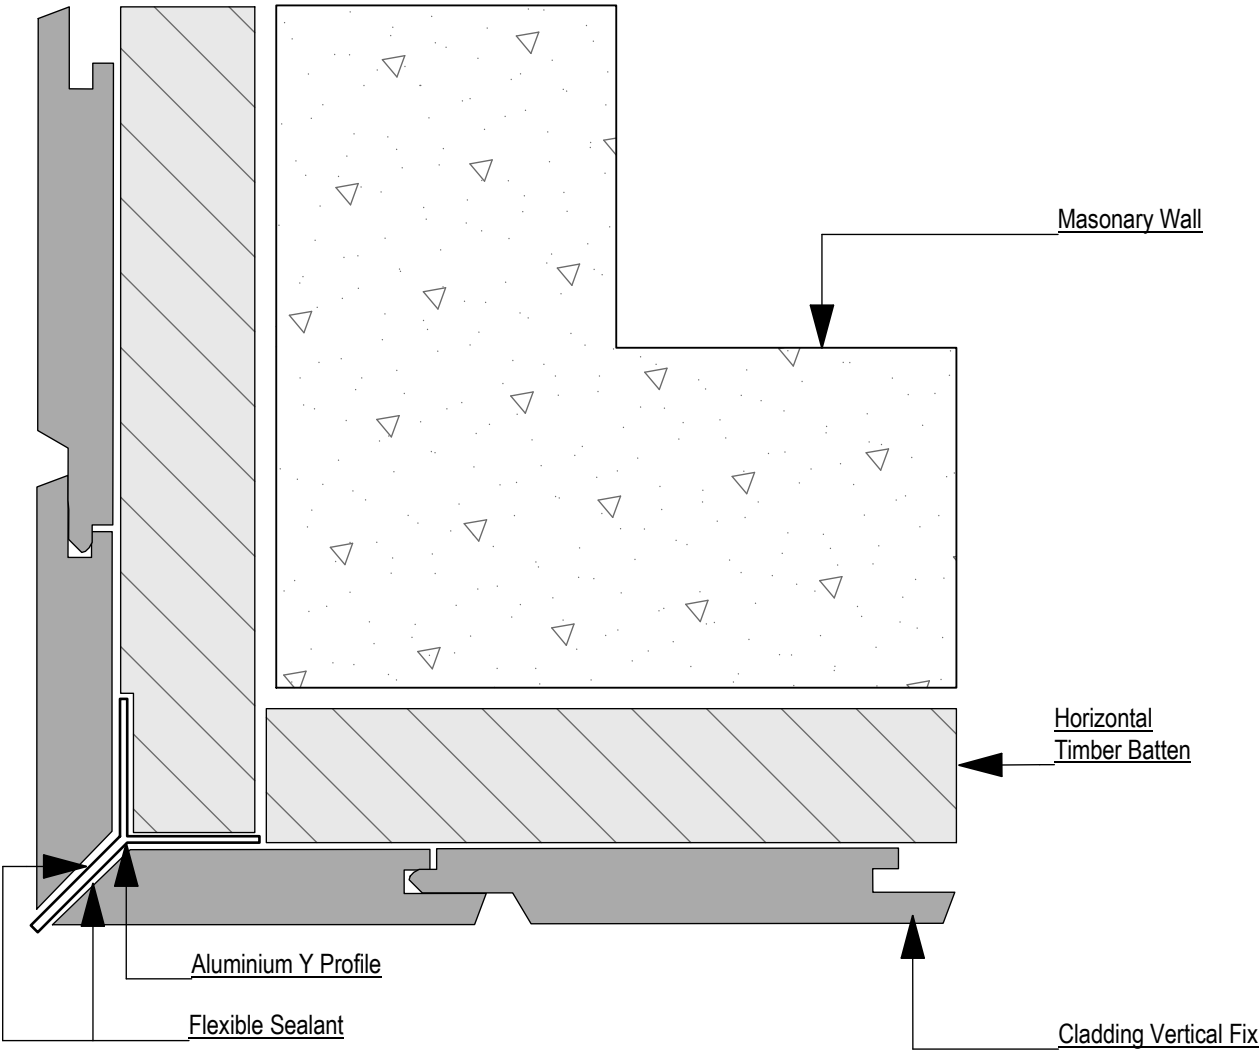 Masonary Wall
Horizontal
Timber Batten
Aluminium Y Profile
Flexible Sealant
Cladding Vertical Fix